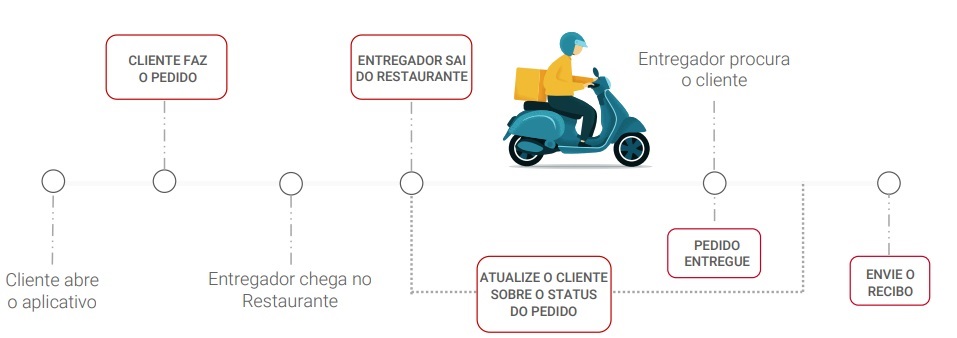 CLIENTE FAZ
O PEDIDO
ENTREGADOR SAI
DO RESTAURANTE
Entregador procura
o cliente
Cliente abre
o aplicativo
Entregador chega no
Restaurante
ATUALIZE O CLIENTE
SOBRE O STATUS
DO PEDIDO
PEDIDO
ENTREGUE
ENVIE O
RECIBO